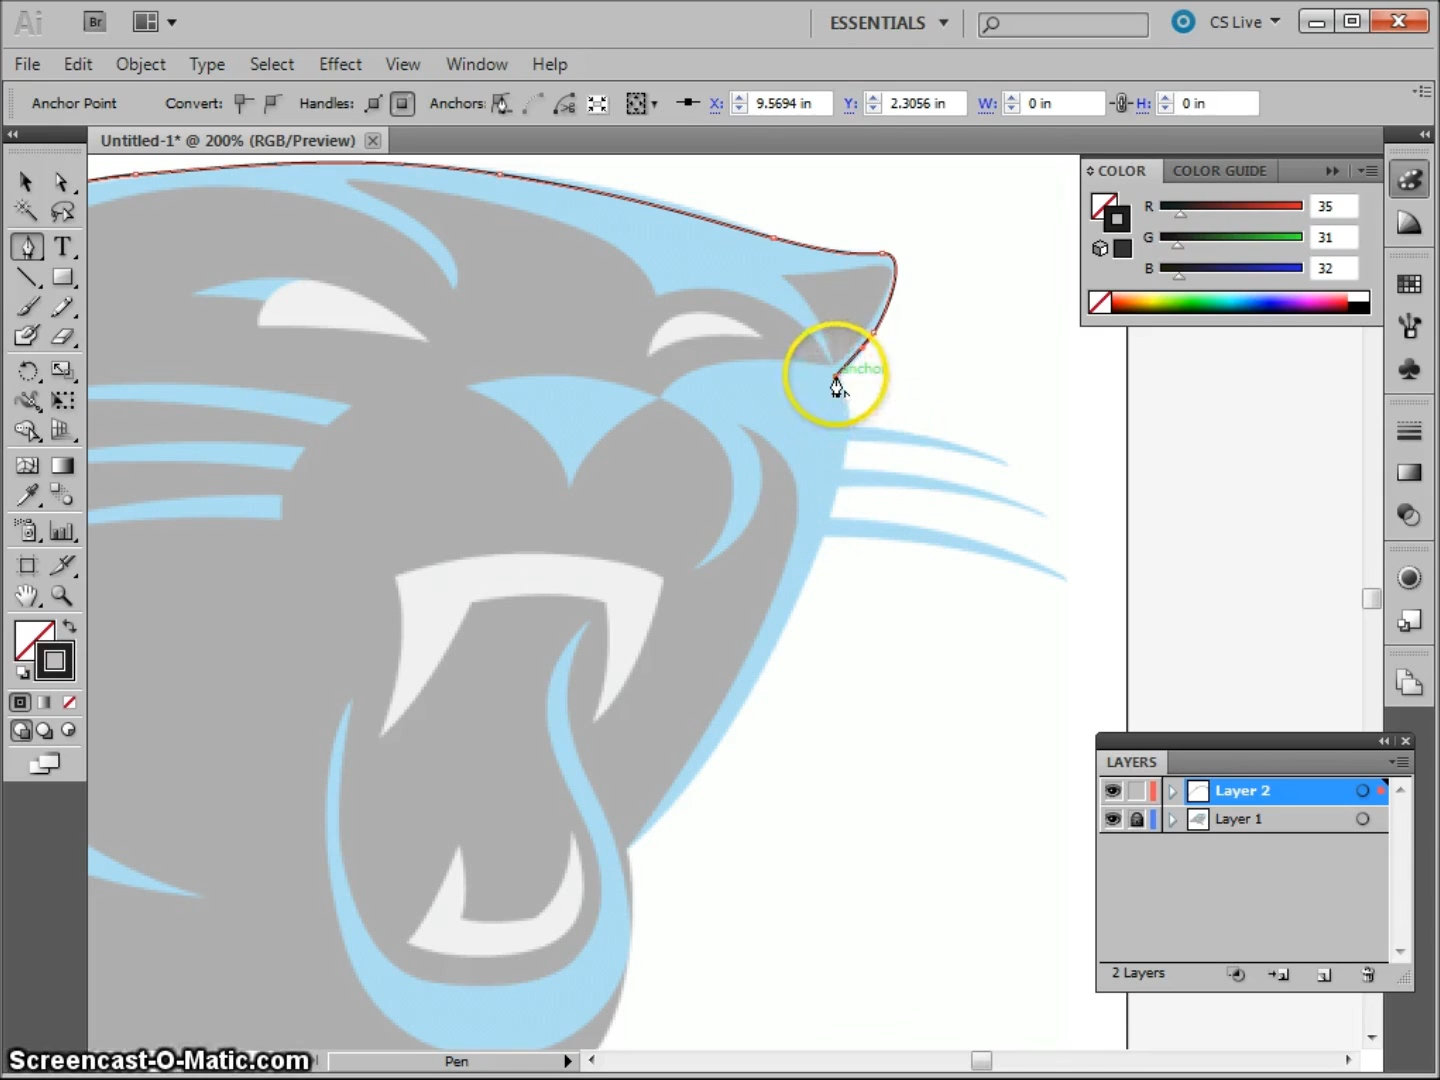 Ai Br ESSENTIALS CS Live
File Edit Object Type Select Effect View Window Help
Anchor Point Convert: Handles: Anchors: X: 9.5694 in Y: 2.3056 in W: 0 in H: 0 in
Untitled-1* @ 200% (RGB/Preview)
COLOR COLOR GUIDE
R 35
G 31
B 32
T
anchor
LAYERS
Layer 2
Layer 1
2 Layers
Pen
Screencast-O-Matic.com